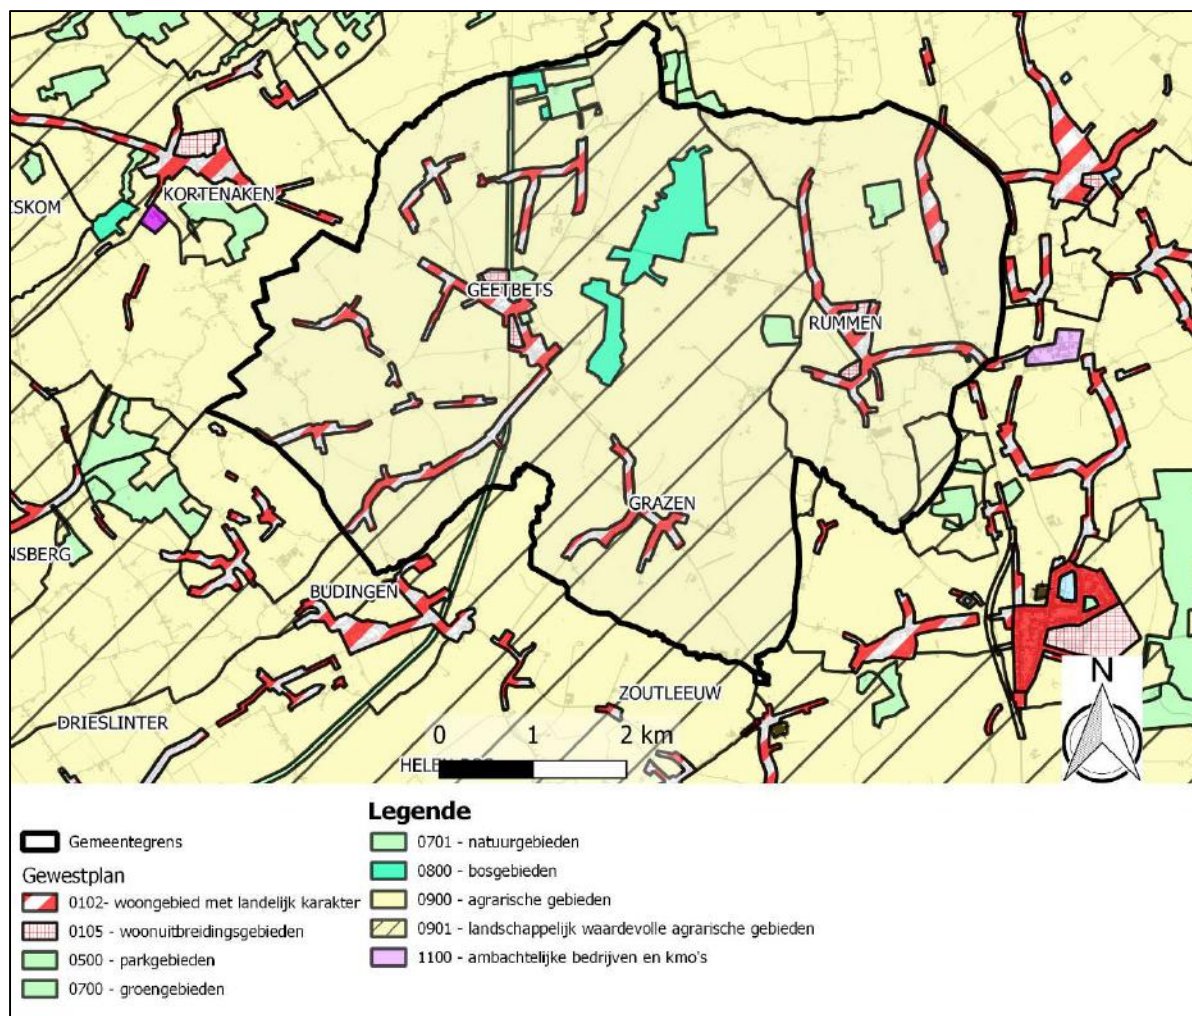 KORTENAKEN
GEETBETS
RUMMEN
GRAZEN
BUDINGEN
ZOUTLEEUW
DRIESLINTER
N
0 1 2 km
Legende
Gemeentegrens
Gewestplan
0102- woongebied met landelijk karakter
0105 - woonuitbreidingsgebieden
0500 - parkgebieden
0700 - groengebieden
0701 - natuurgebieden
0800 - bosgebieden
0900 - agrarische gebieden
0901 - landschappelijk waardevolle agrarische gebieden
1100 - ambachtelijke bedrijven en kmo's